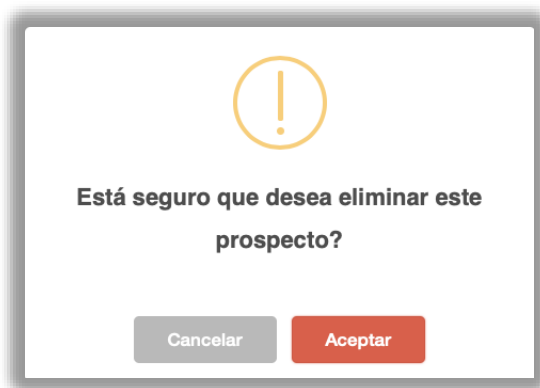 Está seguro que desea eliminar este
prospecto?
Cancelar
Aceptar